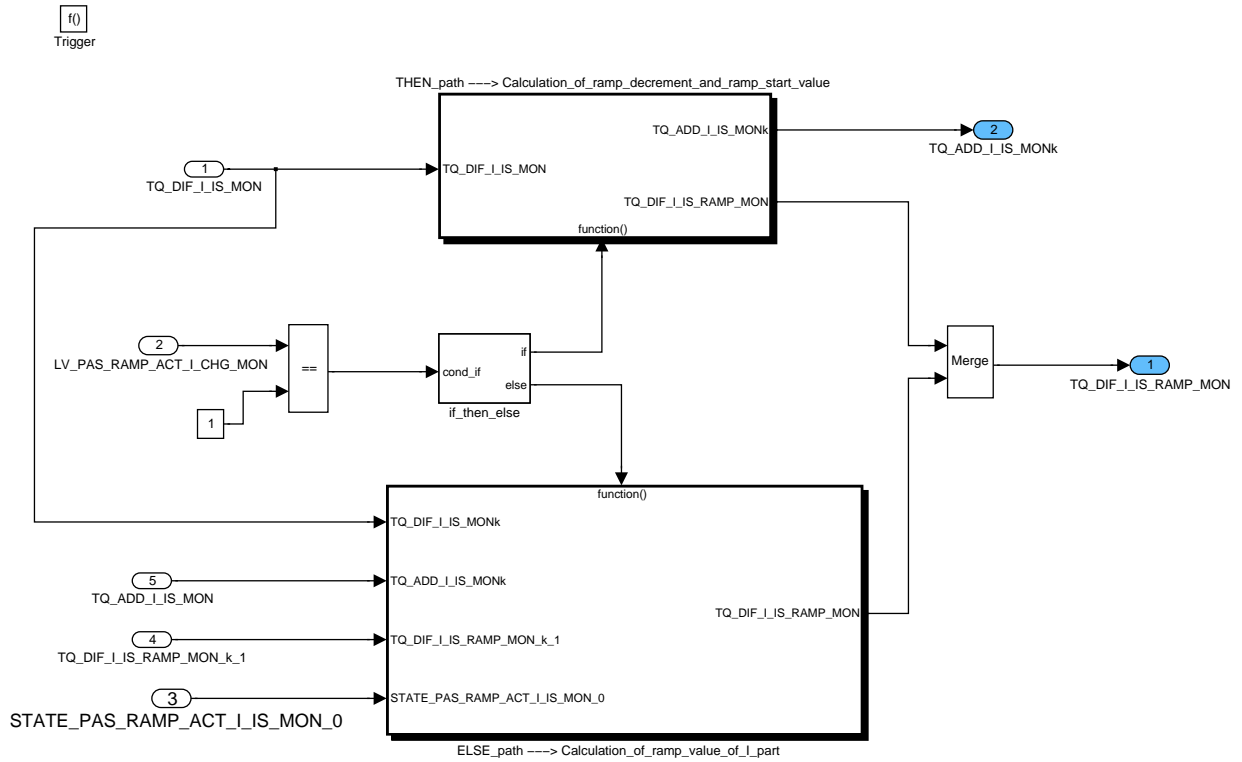 f()
Trigger
THEN_path −−−> Calculation_of_ramp_decrement_and_ramp_start_value
TQ_ADD_I_IS_MONk
2
TQ_ADD_I_IS_MONk
1
TQ_DIF_I_IS_MON
TQ_DIF_I_IS_MON
TQ_DIF_I_IS_RAMP_MON
function()
2
LV_PAS_RAMP_ACT_I_CHG_MON
==
1
cond_if
if
else
if_then_else
Merge
1
TQ_DIF_I_IS_RAMP_MON
function()
TQ_DIF_I_IS_MONk
5
TQ_ADD_I_IS_MON
TQ_ADD_I_IS_MONk
TQ_DIF_I_IS_RAMP_MON
4
TQ_DIF_I_IS_RAMP_MON_k_1
TQ_DIF_I_IS_RAMP_MON_k_1
3
STATE_PAS_RAMP_ACT_I_IS_MON_0
STATE_PAS_RAMP_ACT_I_IS_MON_0
ELSE_path −−−> Calculation_of_ramp_value_of_I_part